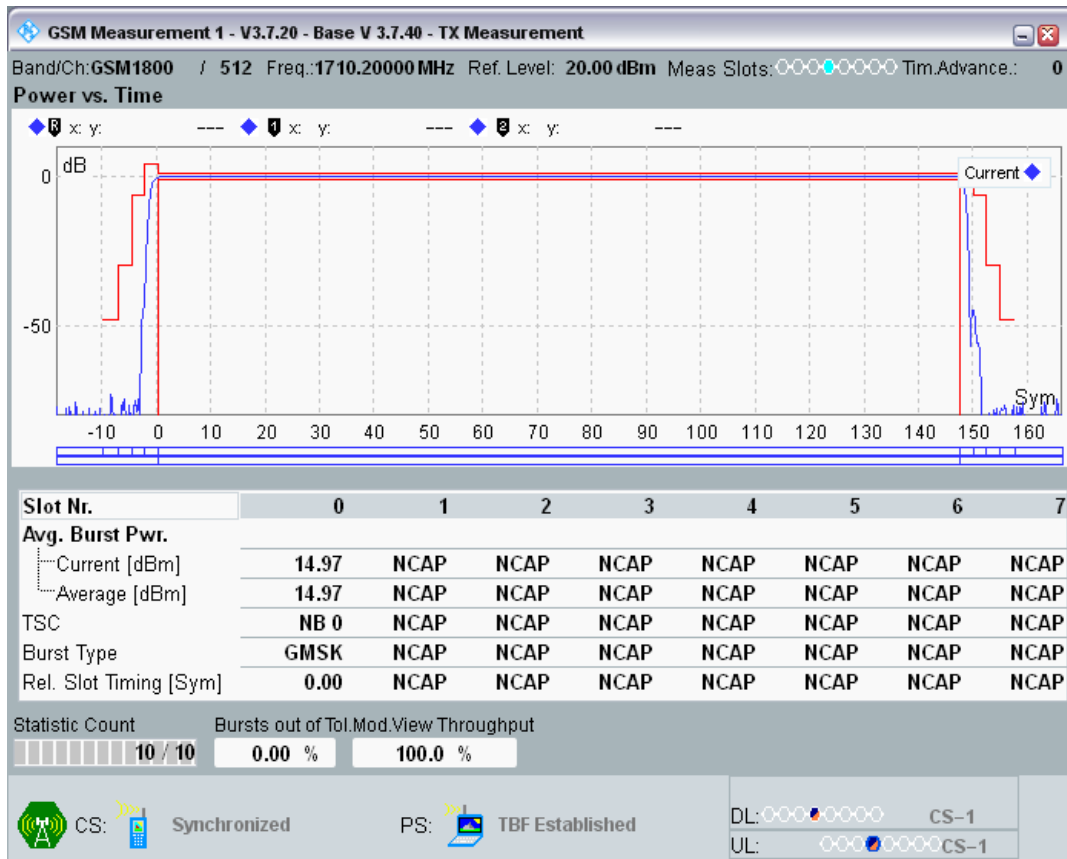 GSM Measurement 1 - V3.7.20 - Base V 3.7.40 - TX Measurement
Band/Ch:GSM1800 / 512 Freq.:1710.20000 MHz Ref. Level: 20.00 dBm Meas Slots: Tim.Advance.: 0
Power vs. Time
R x: y: --- 1 x: y: --- 2 x: y: ---
dB
0
Current
-50
Sym
-10 0 10 20 30 40 50 60 70 80 90 100 110 120 130 140 150 160
Slot Nr. 0 1 2 3 4 5 6 7
Avg. Burst Pwr.
Current [dBm] 14.97 NCAP NCAP NCAP NCAP NCAP NCAP NCAP
Average [dBm] 14.97 NCAP NCAP NCAP NCAP NCAP NCAP NCAP
TSC NB 0 NCAP NCAP NCAP NCAP NCAP NCAP NCAP
Burst Type GMSK NCAP NCAP NCAP NCAP NCAP NCAP NCAP
Rel. Slot Timing [Sym] 0.00 NCAP NCAP NCAP NCAP NCAP NCAP NCAP
Statistic Count Bursts out of Tol.Mod.View Throughput
10 / 10 0.00 % 100.0 %
CS: Synchronized PS: TBF Established DL: CS-1
UL: CS-1